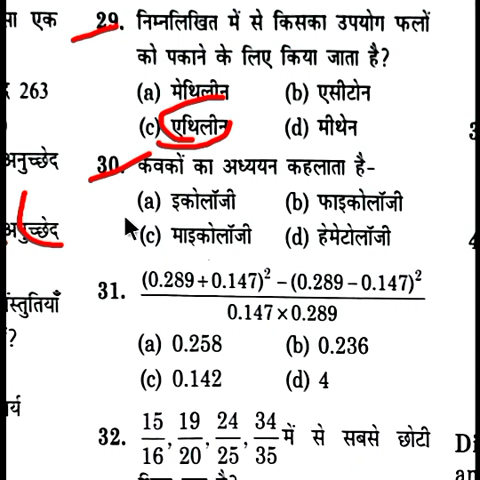 सा एक
263
अनुच्छेद
अनुच्छेद
स्तुतियाँ
?
29. निम्नलिखित में से किसका उपयोग फलों
को पकाने के लिए किया जाता है?
(a) मेथिलीन (b) एसीटोन
(c) एथिलीन (d) मीथेन
30. कवकों का अध्ययन कहलाता है-
(a) इकोलॉजी (b) फाइकोलॉजी
(c) माइकोलॉजी (d) हेमेटोलॉजी
31. (0.289+0.147)² – (0.289 – 0.147)²
0.147 × 0.289
(a) 0.258 (b) 0.236
(c) 0.142 (d) 4
32. 15/16, 19/20, 24/25, 34/35 में से सबसे छोटी